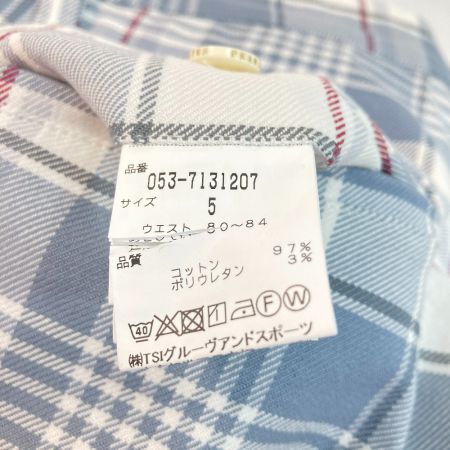 品番
053-7131207
サイズ 5
ウエスト 80~84
品質
コットン 97%
ポリウレタン 3%
40 F W
㈱TSIグルーヴアンドスポーツ